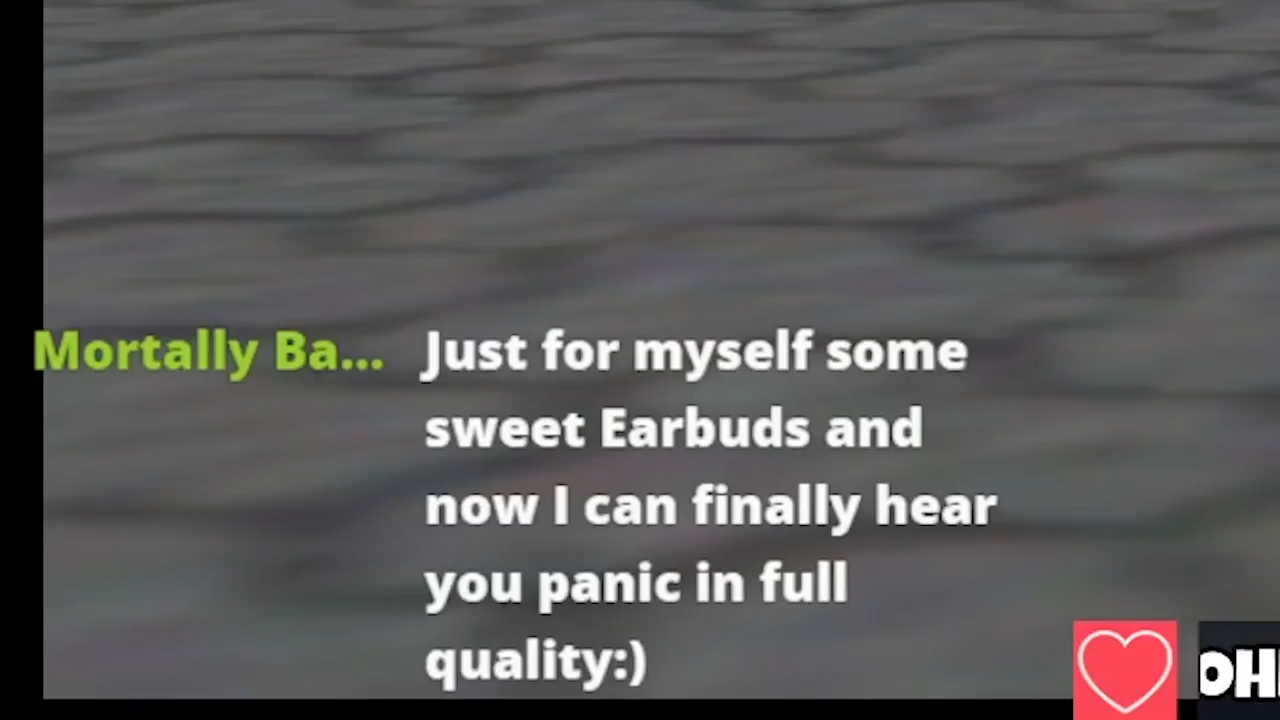 Mortally Ba... Just for myself some
sweet Earbuds and
now I can finally hear
you panic in full
quality:)